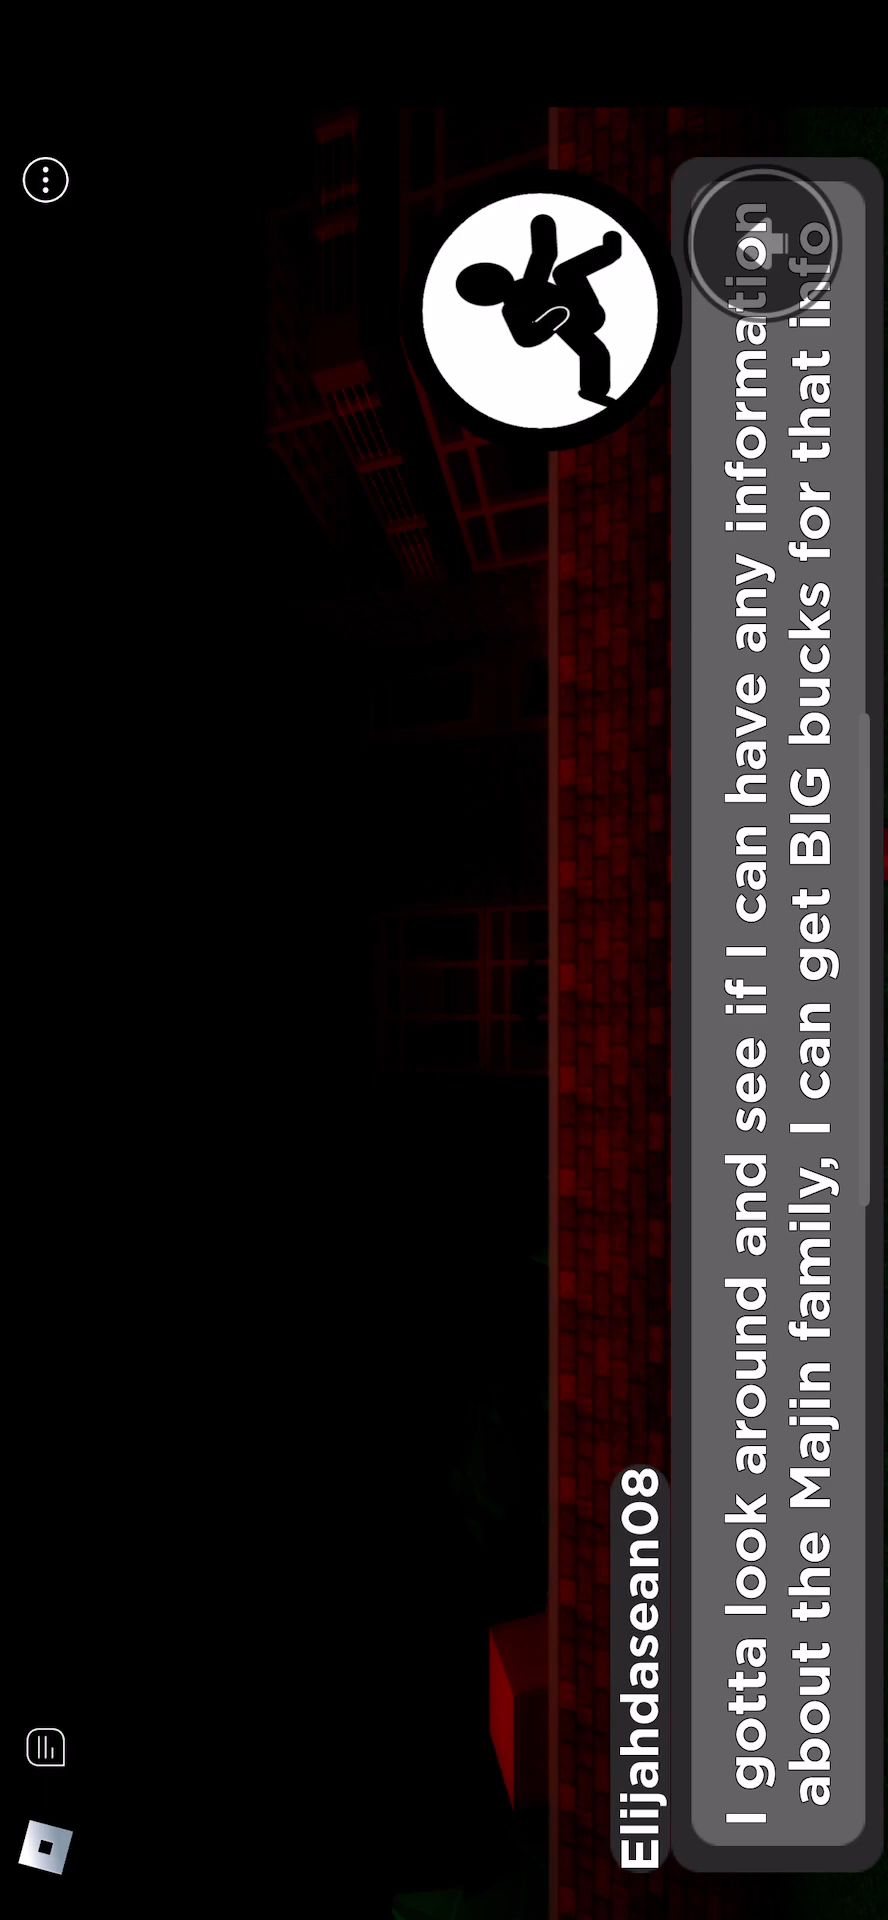 Elijahdasean08
I gotta look around and see if I can have any information
about the Majin family, I can get BIG bucks for that info